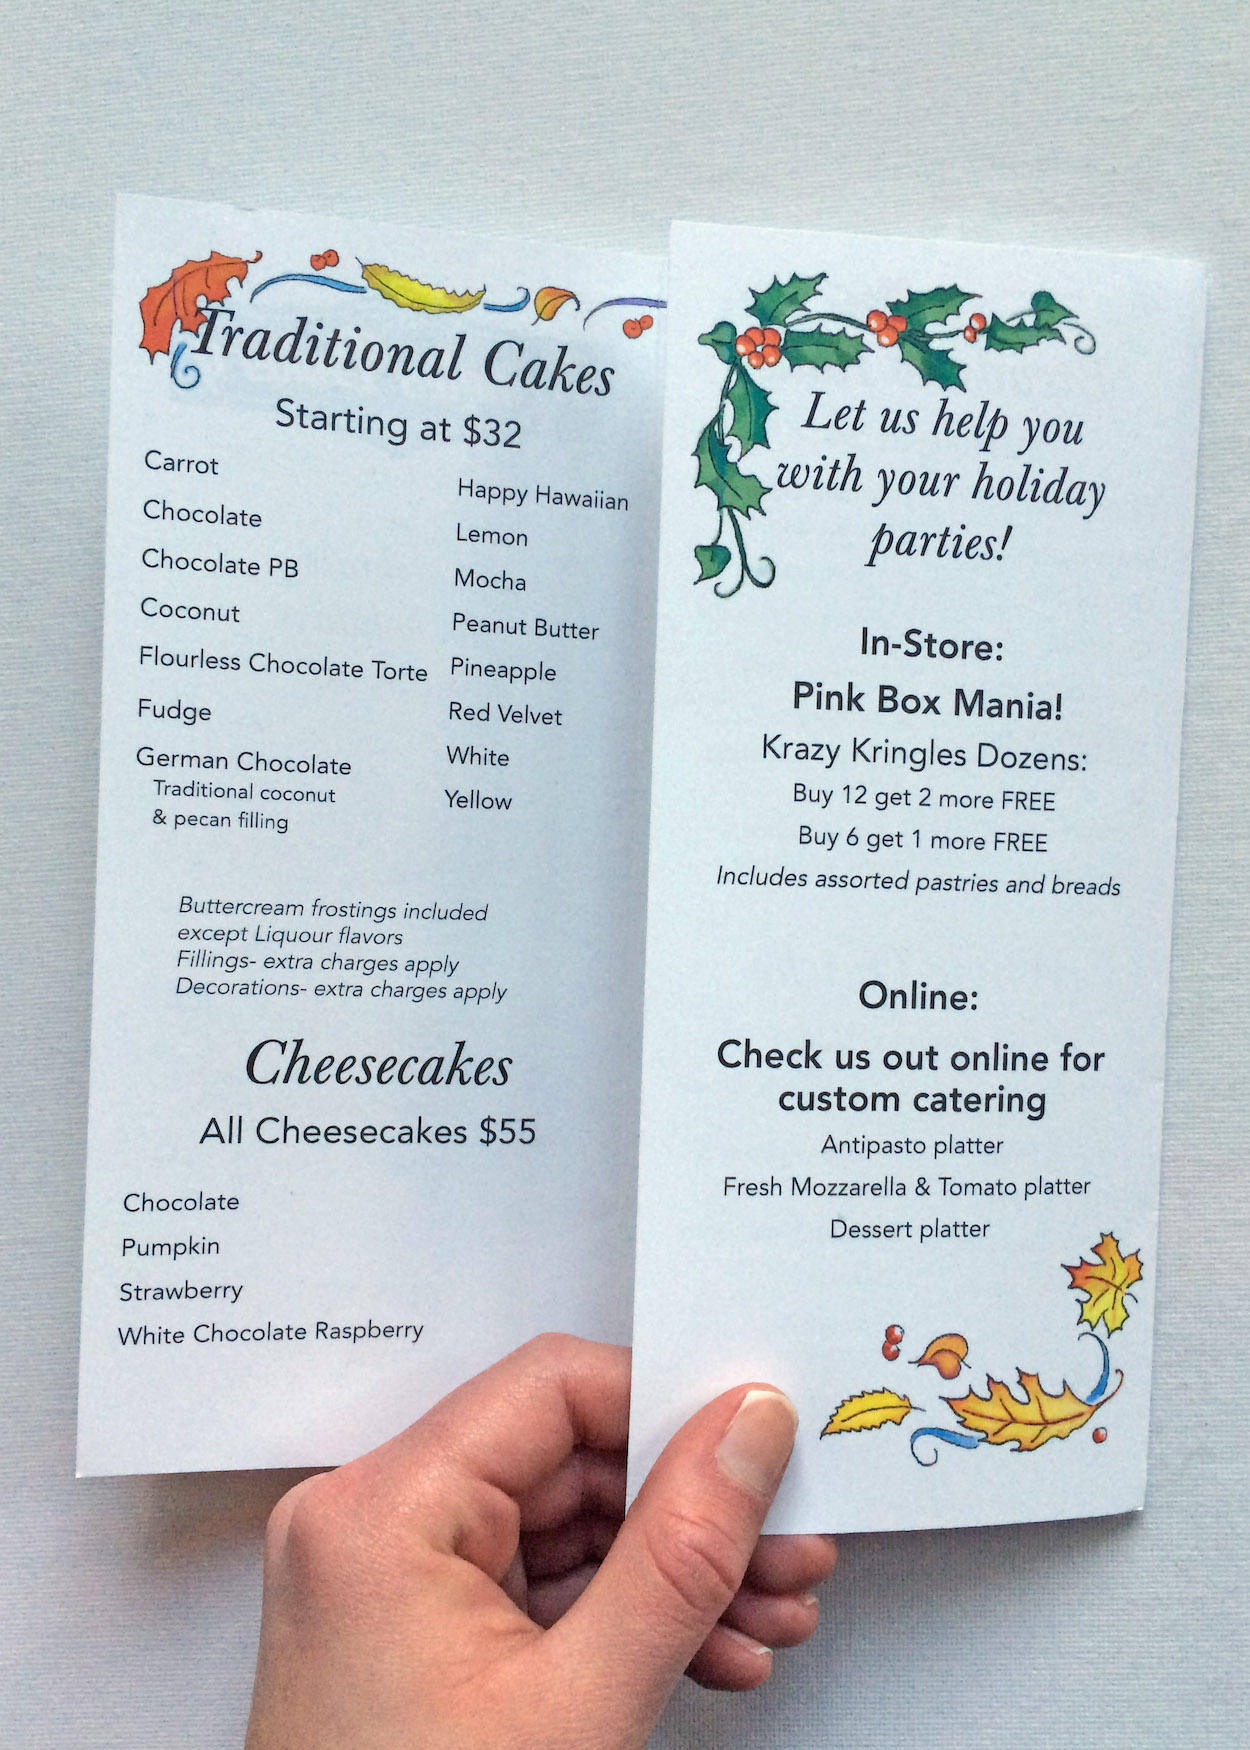 Traditional Cakes
Starting at $32
Carrot
Chocolate
Chocolate PB
Coconut
Flourless Chocolate Torte
Fudge
German Chocolate
Traditional coconut
& pecan filling
Happy Hawaiian
Lemon
Mocha
Peanut Butter
Pineapple
Red Velvet
White
Yellow
Buttercream frostings included
except Liquour flavors
Fillings- extra charges apply
Decorations- extra charges apply
Cheesecakes
All Cheesecakes $55
Chocolate
Pumpkin
Strawberry
White Chocolate Raspberry
Let us help you
with your holiday
parties!
In-Store:
Pink Box Mania!
Krazy Kringles Dozens:
Buy 12 get 2 more FREE
Buy 6 get 1 more FREE
Includes assorted pastries and breads
Online:
Check us out online for
custom catering
Antipasto platter
Fresh Mozzarella & Tomato platter
Dessert platter